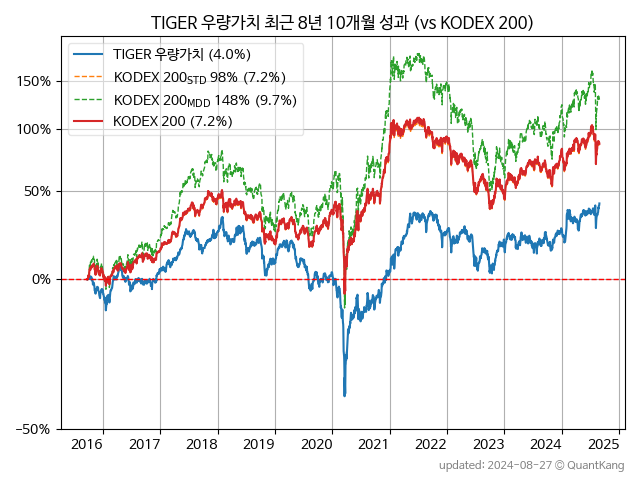 TIGER 우량가치 최근 8년 10개월 성과 (vs KODEX 200)
TIGER 우량가치 (4.0%)
KODEX 200STD 98% (7.2%)
KODEX 200MDD 148% (9.7%)
KODEX 200 (7.2%)
150%
100%
50%
0%
−50%
2016 2017 2018 2019 2020 2021 2022 2023 2024 2025
updated: 2024-08-27 © QuantKang